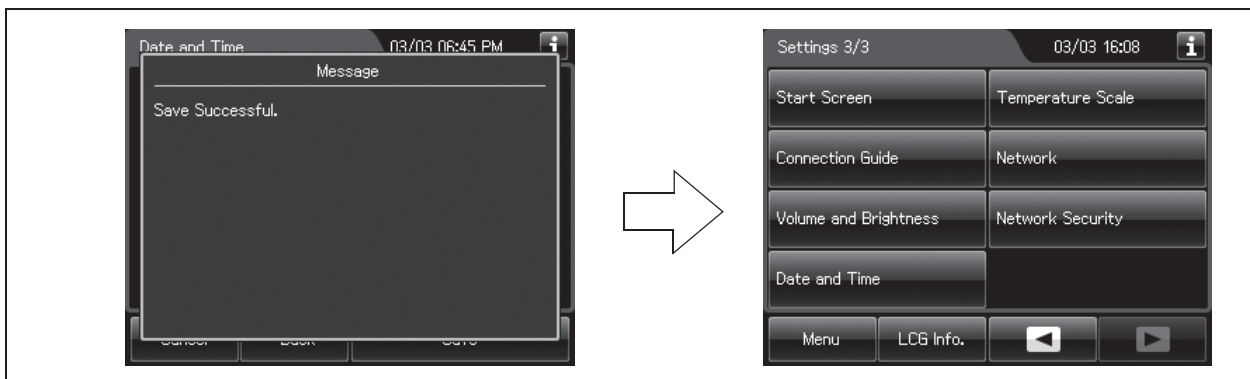 Date and Time 03/03 06:45 PM i
Message
Save Successful.
Settings 3/3 03/03 16:08 i
Start Screen Temperature Scale
Connection Guide Network
Volume and Brightness Network Security
Date and Time
Menu LCG Info.